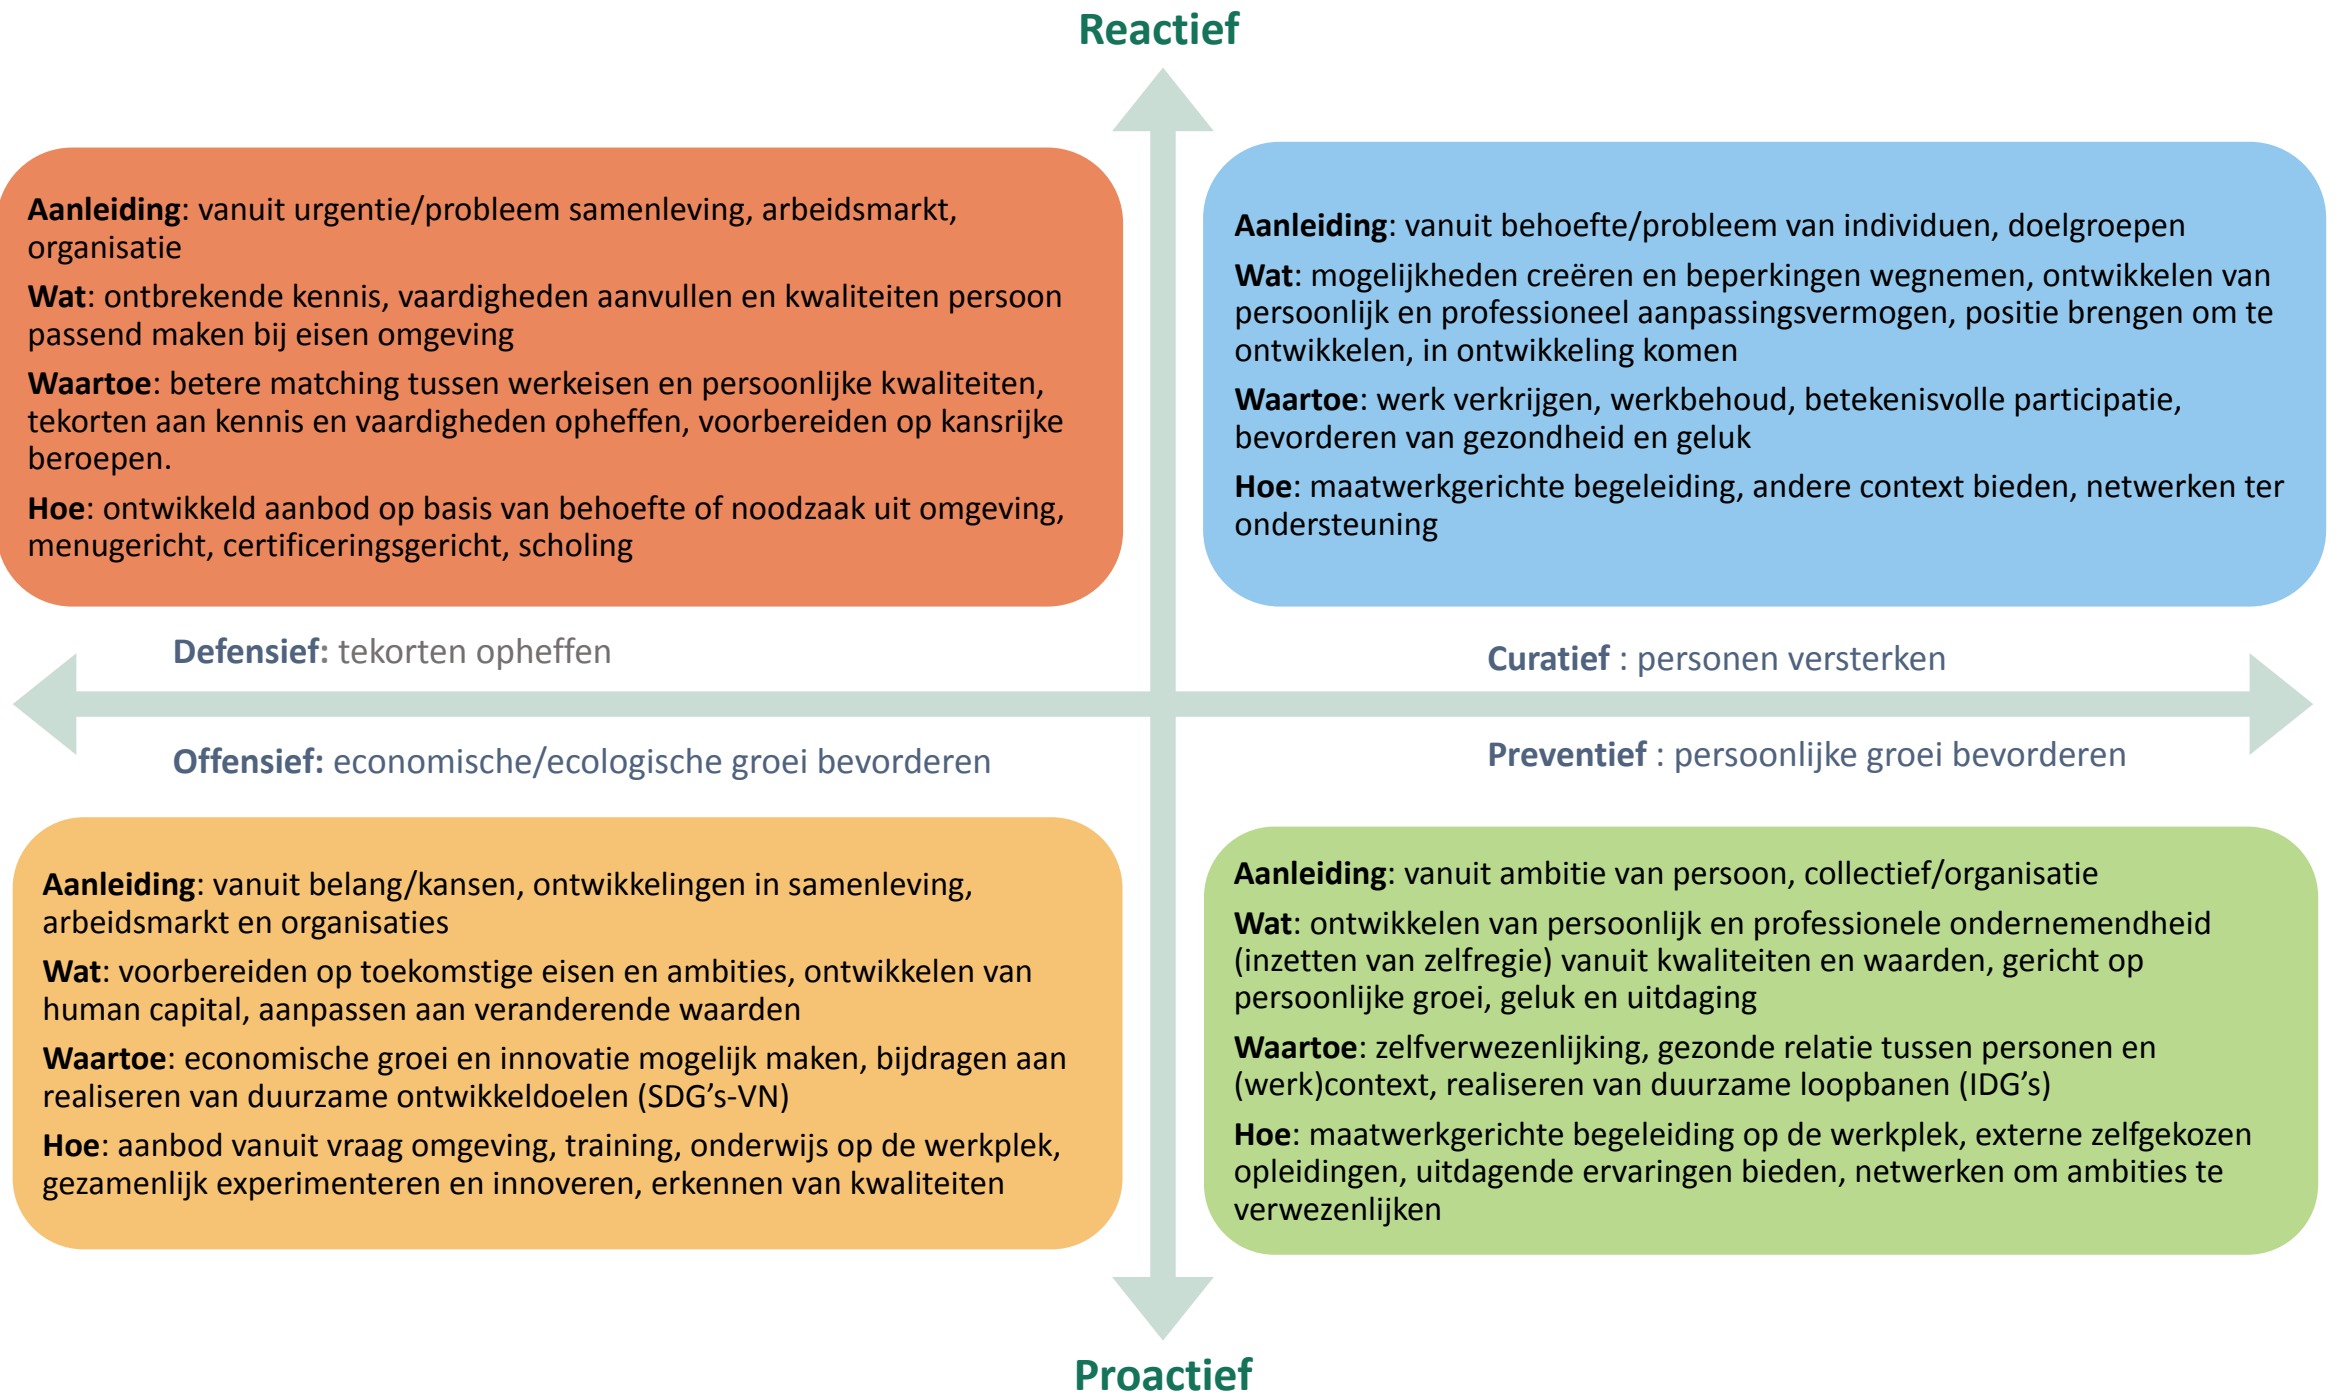 Reactief
Aanleiding: vanuit urgentie/probleem samenleving, arbeidsmarkt,
organisatie
Wat: ontbrekende kennis, vaardigheden aanvullen en kwaliteiten persoon
passend maken bij eisen omgeving
Waartoe: betere matching tussen werkeisen en persoonlijke kwaliteiten,
tekorten aan kennis en vaardigheden opheffen, voorbereiden op kansrijke
beroepen.
Hoe: ontwikkeld aanbod op basis van behoefte of noodzaak uit omgeving,
menugericht, certificeringsgericht, scholing
Aanleiding: vanuit behoefte/probleem van individuen, doelgroepen
Wat: mogelijkheden creëren en beperkingen wegnemen, ontwikkelen van
persoonlijk en professioneel aanpassingsvermogen, positie brengen om te
ontwikkelen, in ontwikkeling komen
Waartoe: werk verkrijgen, werkbehoud, betekenisvolle participatie,
bevorderen van gezondheid en geluk
Hoe: maatwerkgerichte begeleiding, andere context bieden, netwerken ter
ondersteuning
Defensief: tekorten opheffen
Curatief : personen versterken
Offensief: economische/ecologische groei bevorderen
Preventief : persoonlijke groei bevorderen
Aanleiding: vanuit belang/kansen, ontwikkelingen in samenleving,
arbeidsmarkt en organisaties
Wat: voorbereiden op toekomstige eisen en ambities, ontwikkelen van
human capital, aanpassen aan veranderende waarden
Waartoe: economische groei en innovatie mogelijk maken, bijdragen aan
realiseren van duurzame ontwikkeldoelen (SDG’s-VN)
Hoe: aanbod vanuit vraag omgeving, training, onderwijs op de werkplek,
gezamenlijk experimenteren en innoveren, erkennen van kwaliteiten
Aanleiding: vanuit ambitie van persoon, collectief/organisatie
Wat: ontwikkelen van persoonlijk en professionele ondernemendheid
(inzetten van zelfregie) vanuit kwaliteiten en waarden, gericht op
persoonlijke groei, geluk en uitdaging
Waartoe: zelfverwezenlijking, gezonde relatie tussen personen en
(werk)context, realiseren van duurzame loopbanen (IDG’s)
Hoe: maatwerkgerichte begeleiding op de werkplek, externe zelfgekozen
opleidingen, uitdagende ervaringen bieden, netwerken om ambities te
verwezenlijken
Proactief